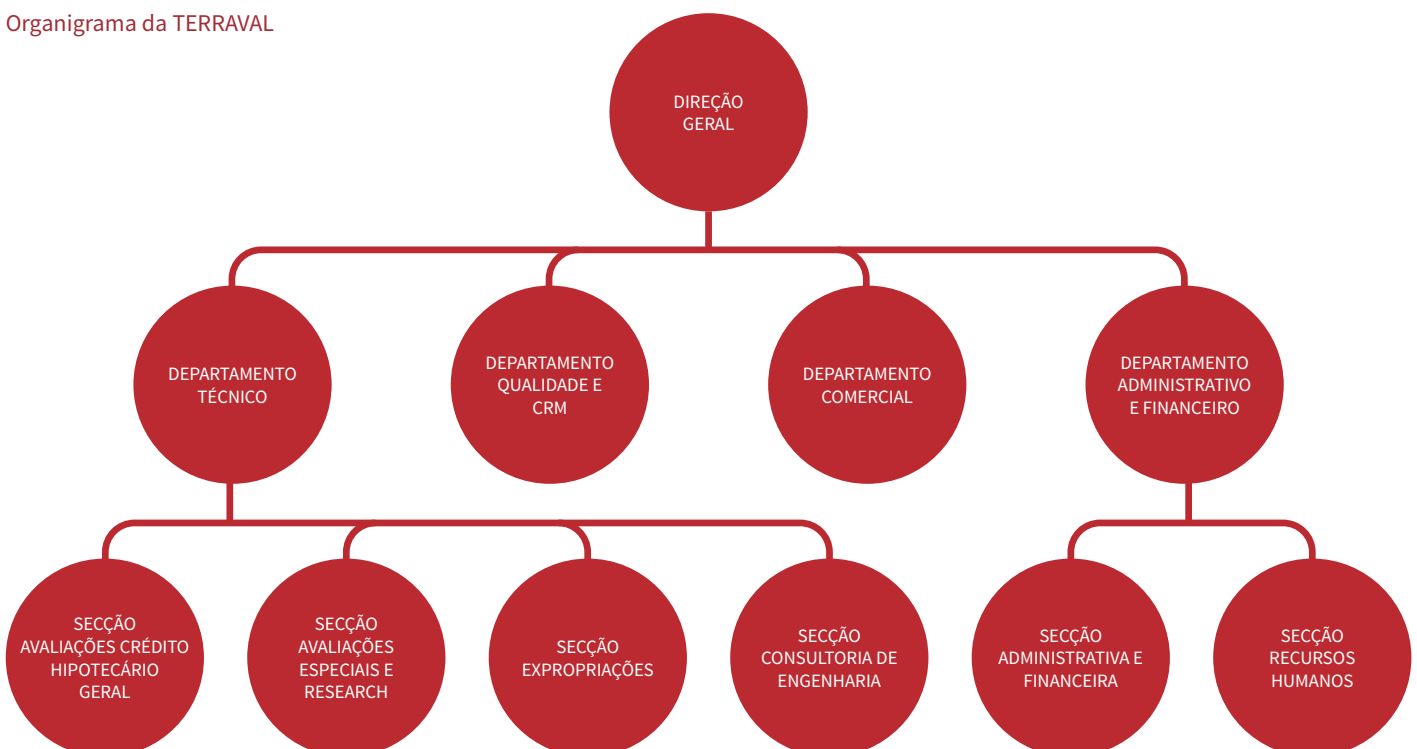 Organigrama da TERRAVAL
DIREÇÃO
GERAL
DEPARTAMENTO
TÉCNICO
DEPARTAMENTO
QUALIDADE E
CRM
DEPARTAMENTO
COMERCIAL
DEPARTAMENTO
ADMINISTRATIVO
E FINANCEIRO
SECÇÃO
AVALIAÇÕES CRÉDITO
HIPOTECÁRIO
GERAL
SECÇÃO
AVALIAÇÕES
ESPECIAIS E
RESEARCH
SECÇÃO
EXPROPRIAÇÕES
SECÇÃO
CONSULTORIA DE
ENGENHARIA
SECÇÃO
ADMINISTRATIVA E
FINANCEIRA
SECÇÃO
RECURSOS
HUMANOS